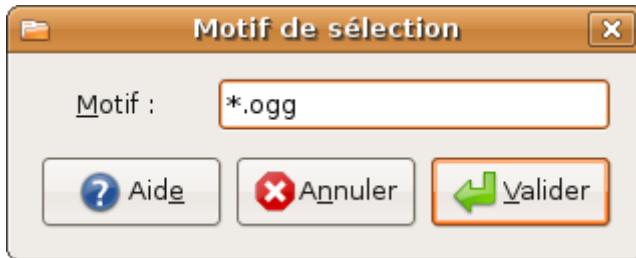 Motif de sélection
Motif : *.ogg
Aide Annuler Valider